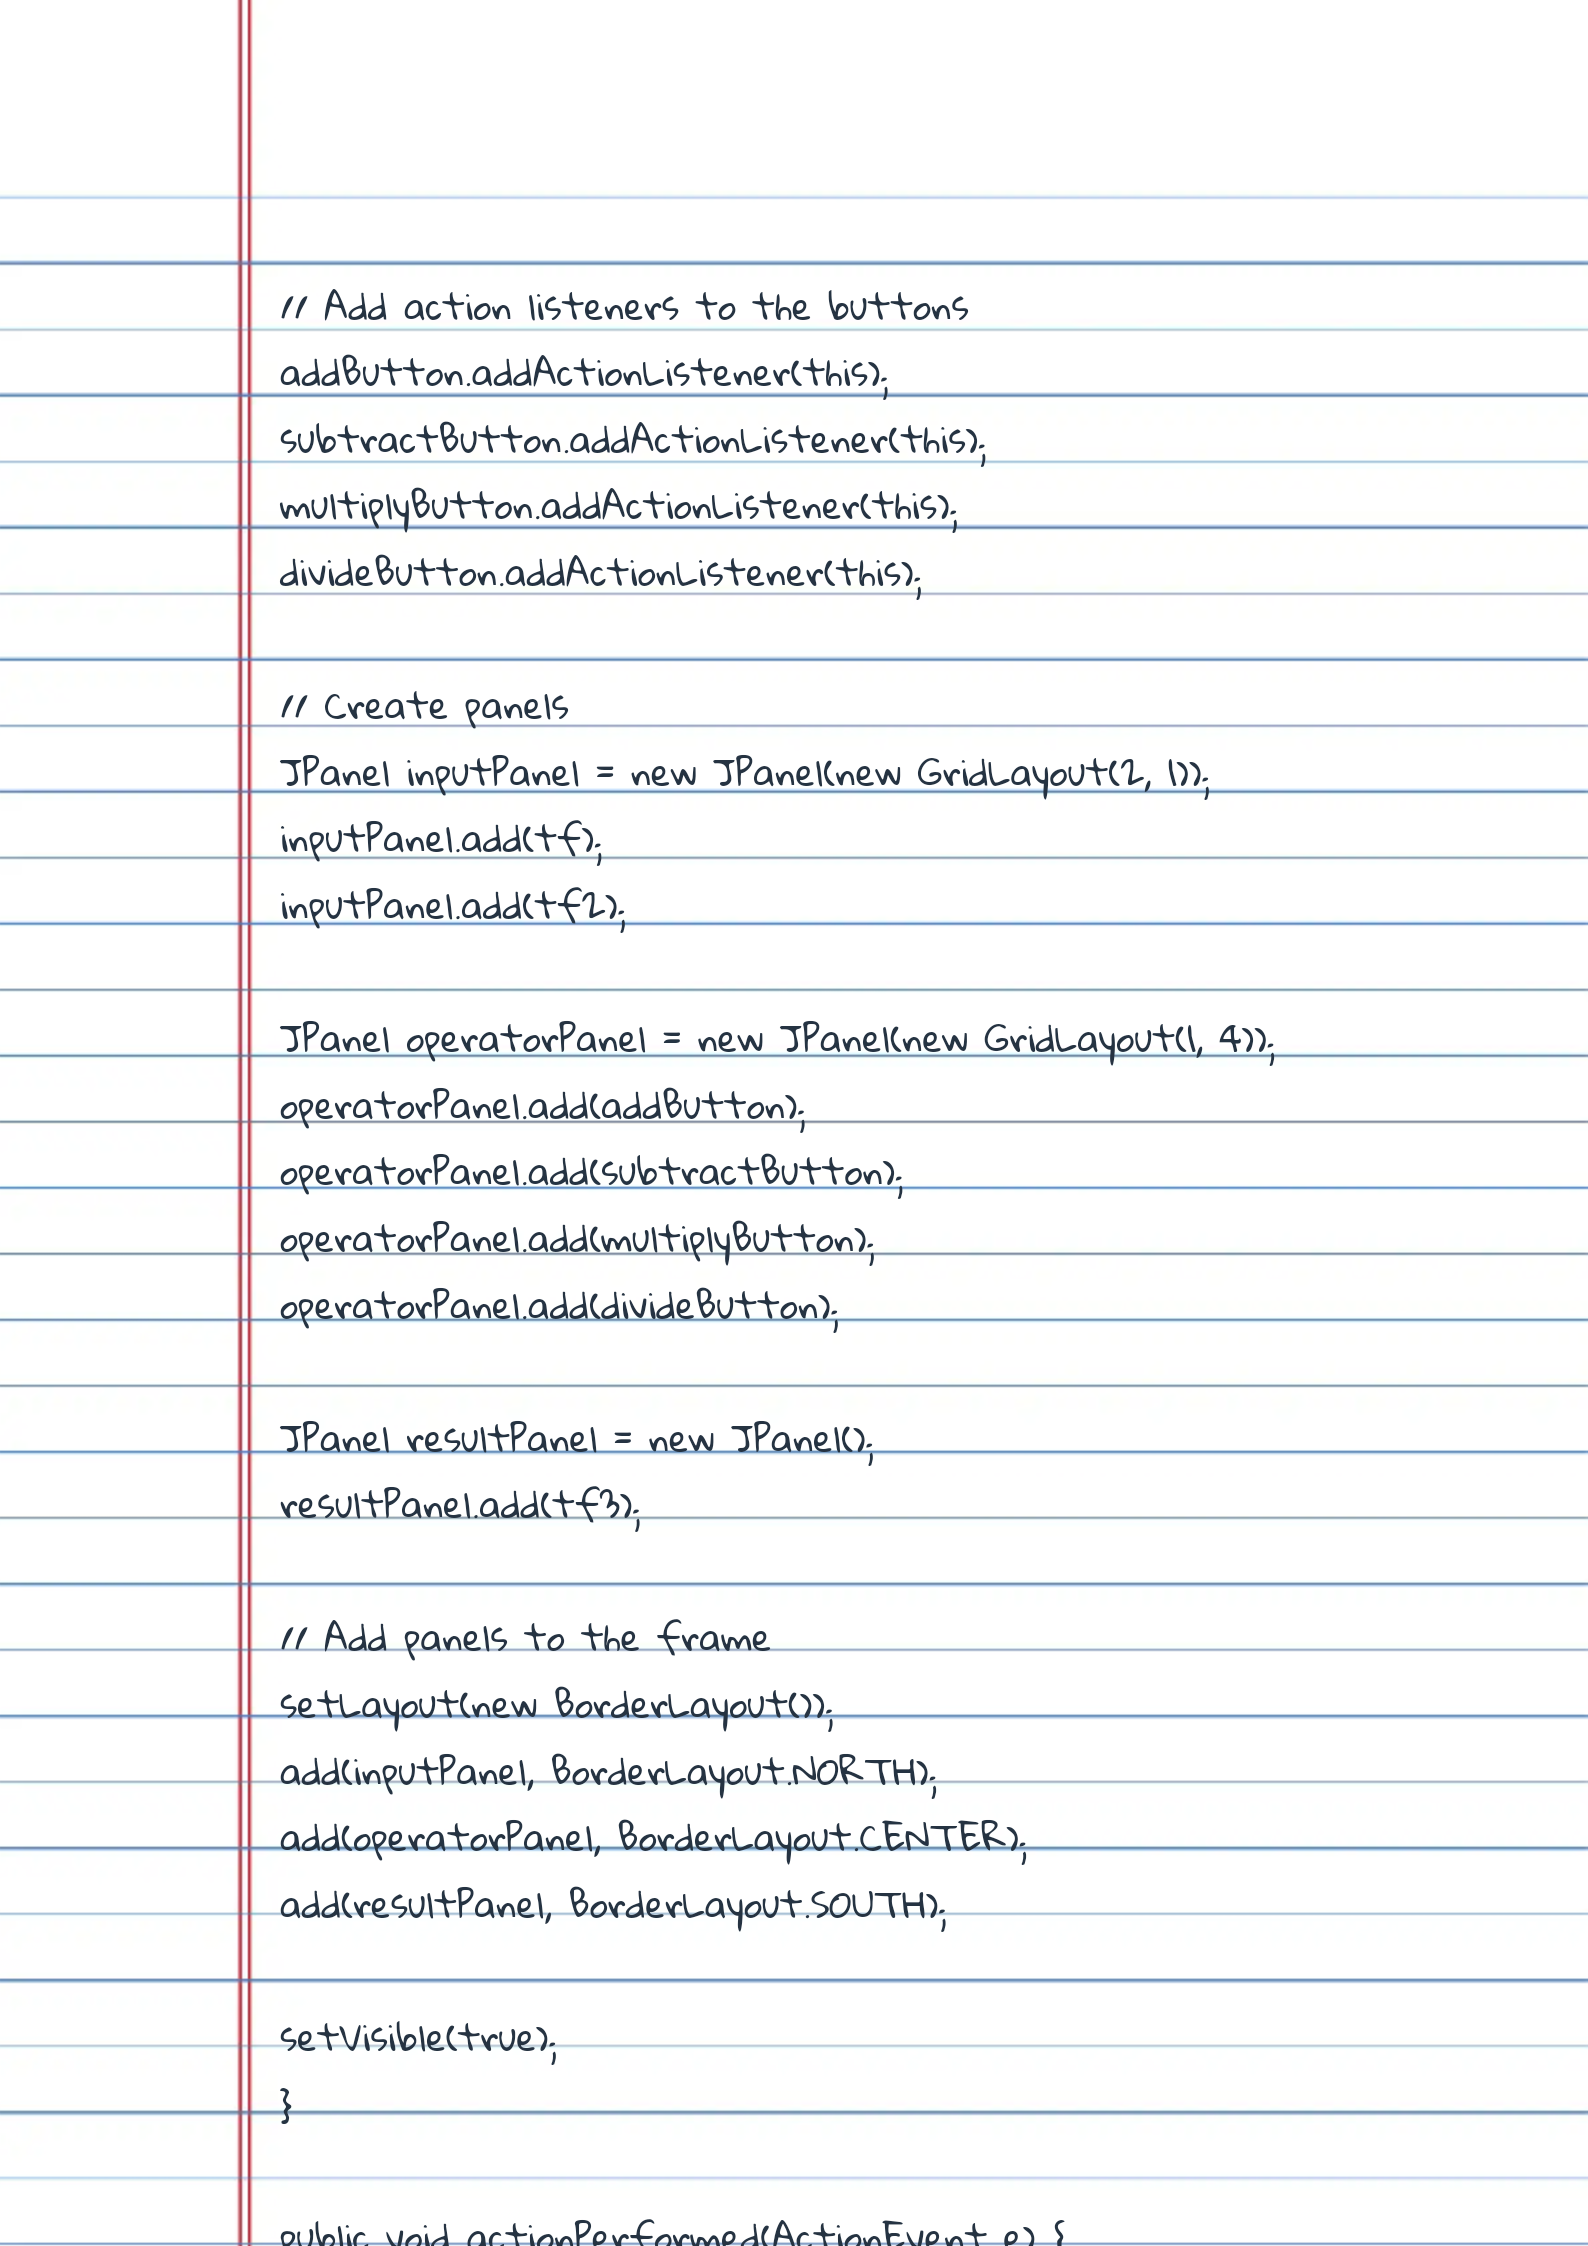 // Add action listeners to the buttons
addButton.addActionListener(this);
subtractButton.addActionListener(this);
multiplyButton.addActionListener(this);
divideButton.addActionListener(this);
// Create panels
JPanel inputPanel = new JPanel(new GridLayout(2, 1));
inputPanel.add(tf);
inputPanel.add(tf2);
JPanel operatorPanel = new JPanel(new GridLayout(1, 4));
operatorPanel.add(addButton);
operatorPanel.add(subtractButton);
operatorPanel.add(multiplyButton);
operatorPanel.add(divideButton);
JPanel resultPanel = new JPanel();
resultPanel.add(tf3);
// Add panels to the frame
setLayout(new BorderLayout());
add(inputPanel, BorderLayout.NORTH);
add(operatorPanel, BorderLayout.CENTER);
add(resultPanel, BorderLayout.SOUTH);
setVisible(true);
}
public void actionPerformed(ActionEvent e) {